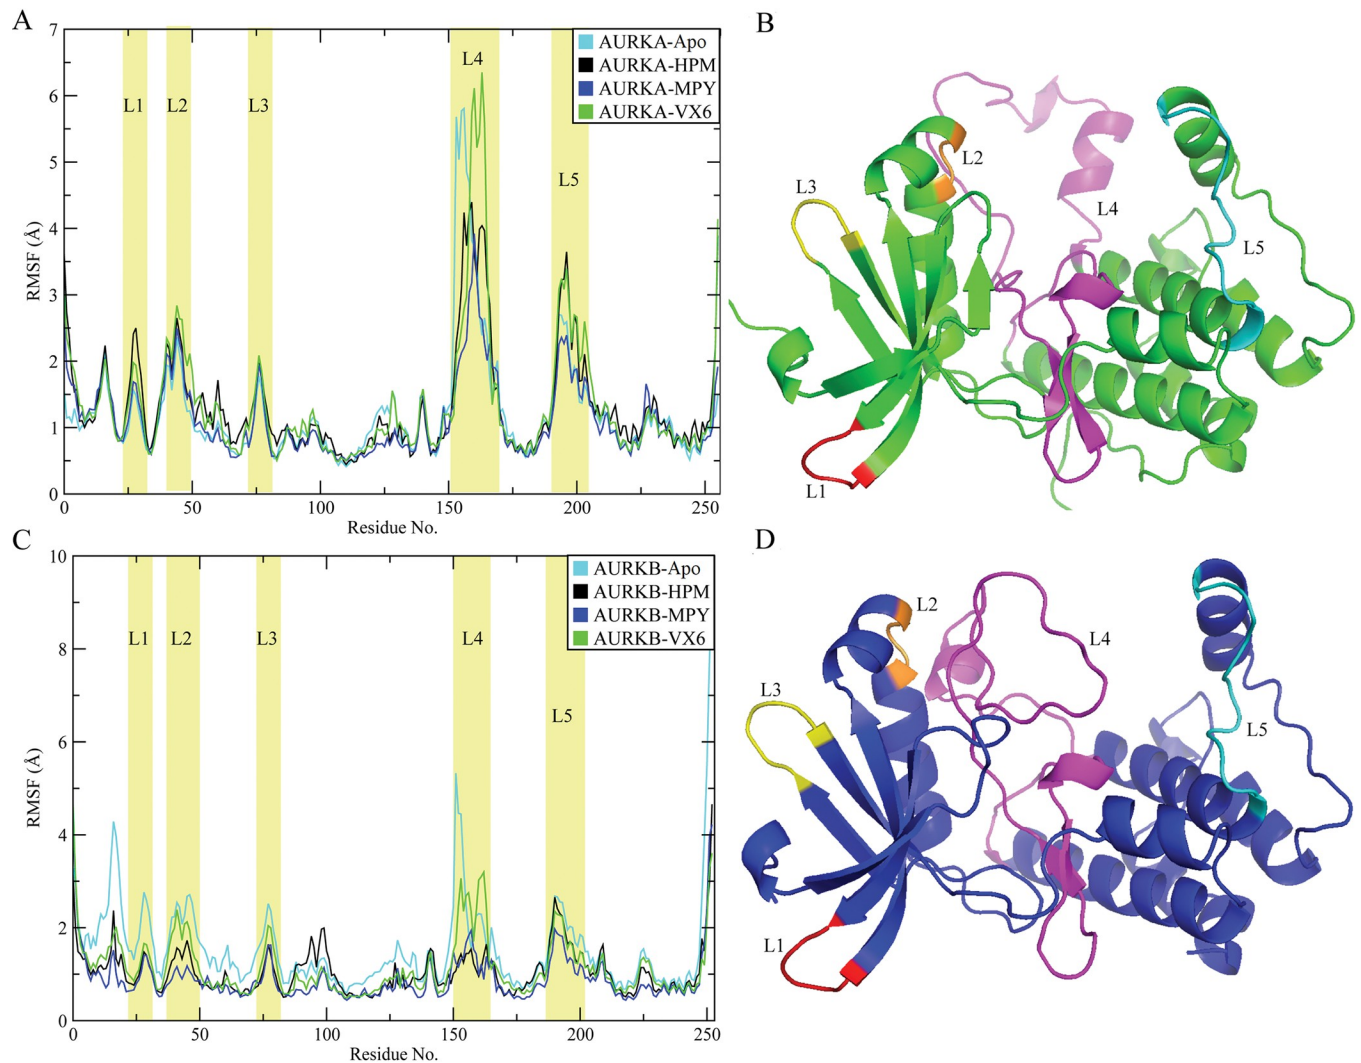 A
7
6
5
4
3
2
1
0
RMSF (Å)
0
50
100
150
200
250
Residue No.
L1
L2
L3
L4
L5
AURKA-Apo
AURKA-HPM
AURKA-MPY
AURKA-VX6
B
L2
L3
L4
L5
L1
C
10
8
6
4
2
0
RMSF (Å)
0
50
100
150
200
250
Residue No.
L1
L2
L3
L4
L5
AURKB-Apo
AURKB-HPM
AURKB-MPY
AURKB-VX6
D
L2
L4
L3
L5
L1